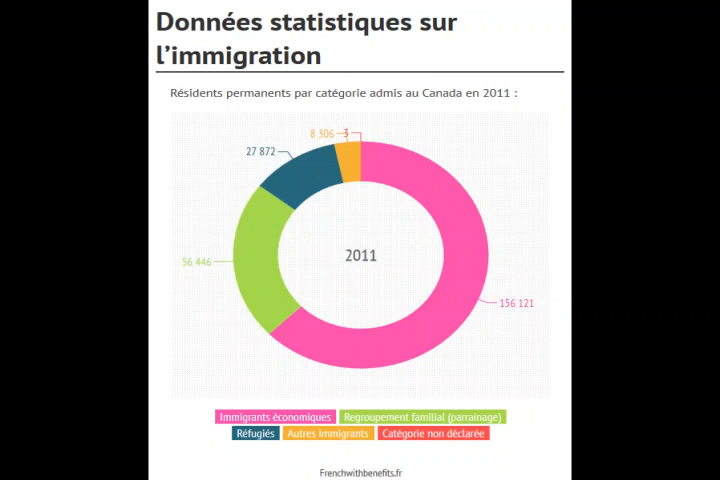 Données statistiques sur
l'immigration
Résidents permanents par catégorie admis au Canada en 2011 :
8 306
3
27 872
56 446
2011
156 121
Immigrants économiques
Regroupement familial (parrainage)
Réfugiés
Autres immigrants
Catégorie non déclarée
Frenchwithbenefits.fr